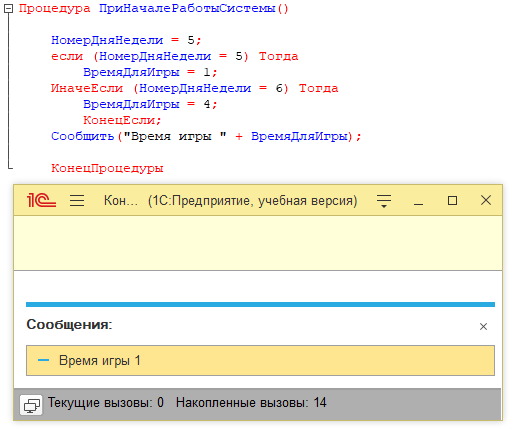 Процедура ПриНачалеРаботыСистемы()
НомерДняНедели = 5;
если (НомерДняНедели = 5) Тогда
ВремяДляИгры = 1;
ИначеЕсли (НомерДняНедели = 6) Тогда
ВремяДляИгры = 4;
КонецЕсли;
Сообщить("Время игры " + ВремяДляИгры);
КонецПроцедуры
1С Кон... (1С:Предприятие, учебная версия)
Сообщения:
Время игры 1
Текущие вызовы: 0 Накопленные вызовы: 14